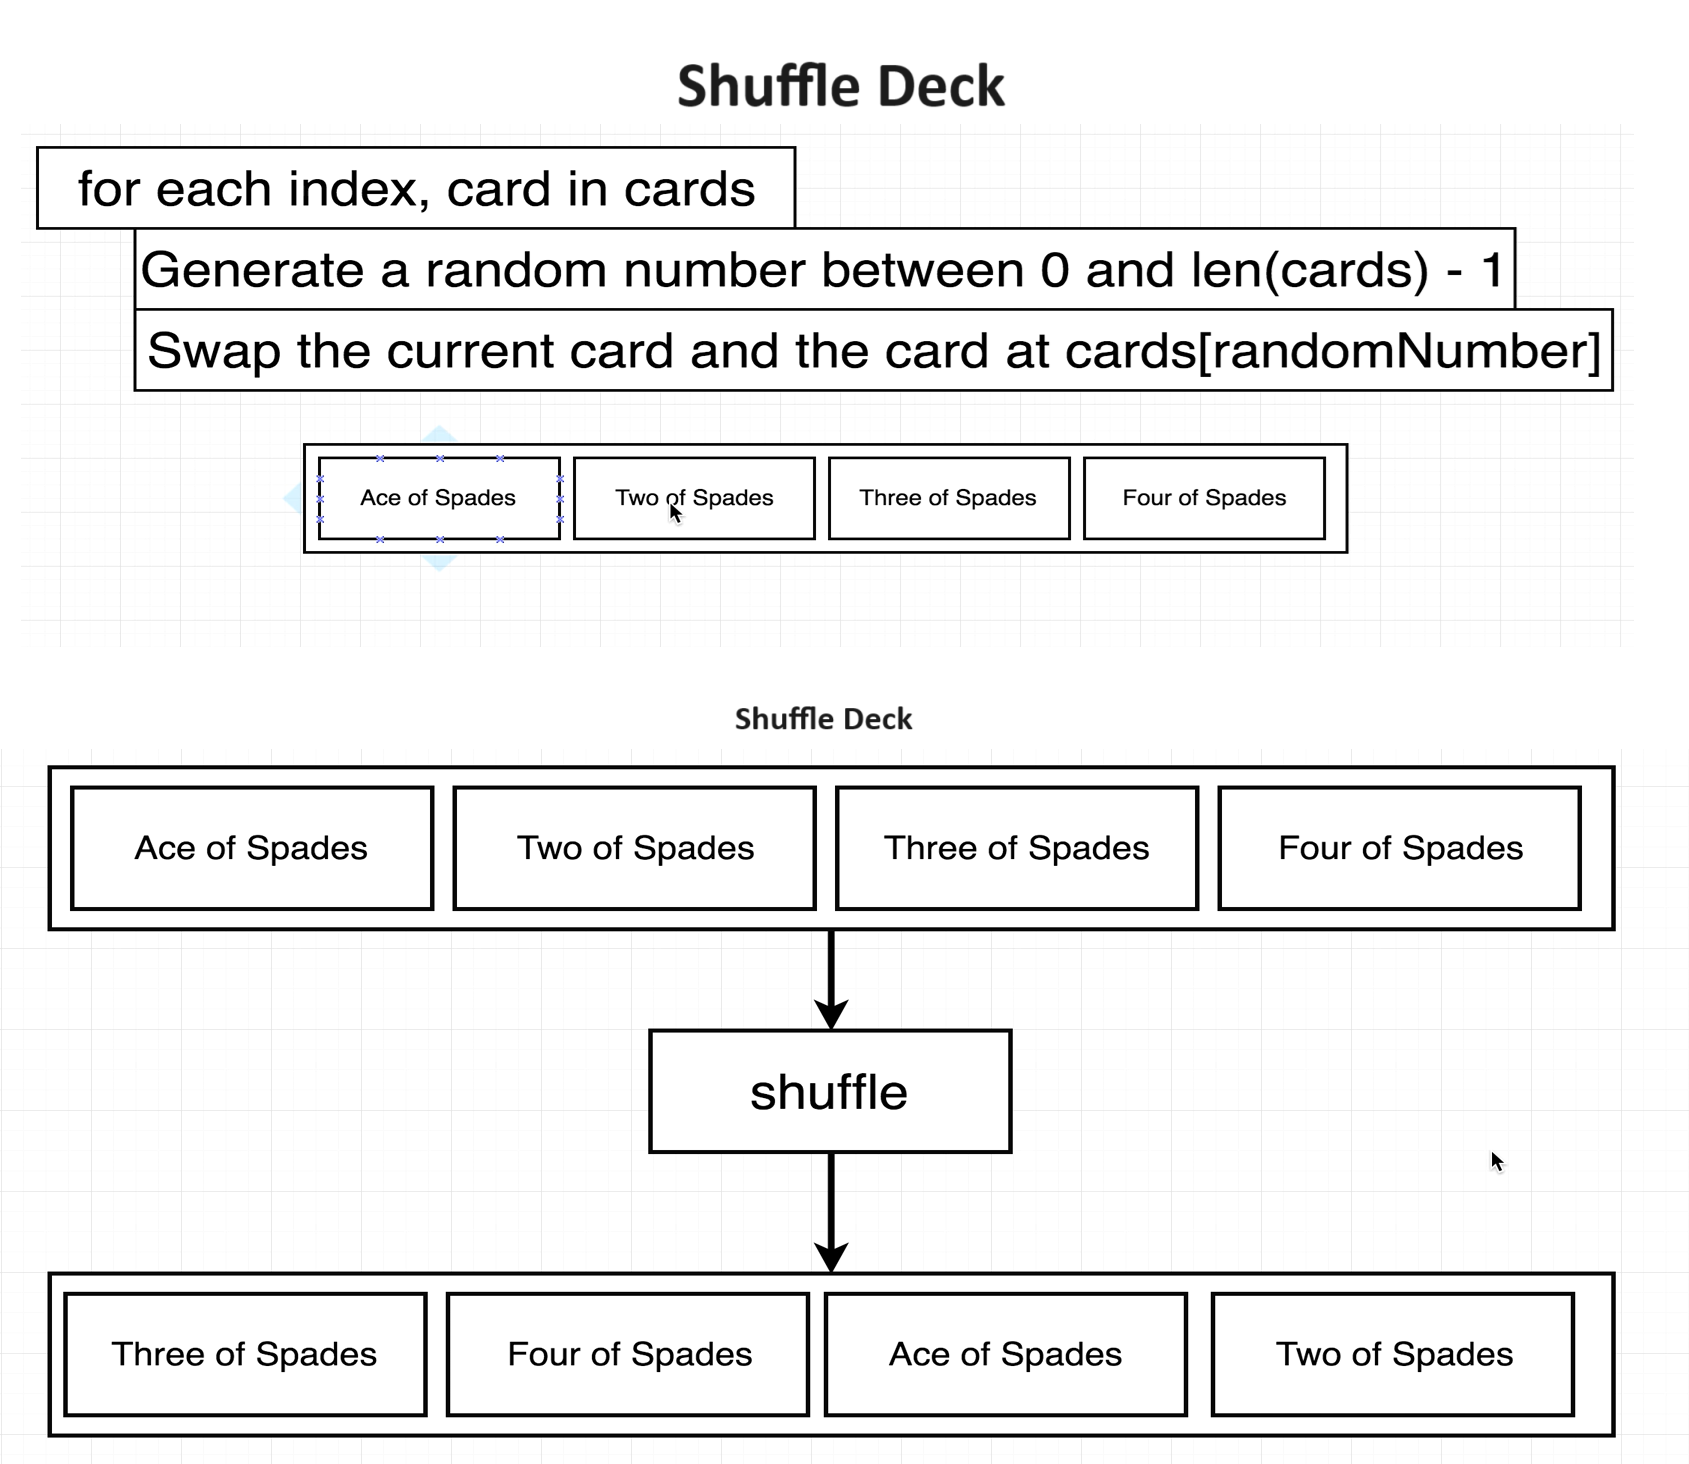 Shuffle Deck
for each index, card in cards
Generate a random number between 0 and len(cards) - 1
Swap the current card and the card at cards[randomNumber]
Ace of Spades Two of Spades Three of Spades Four of Spades
Shuffle Deck
Ace of Spades Two of Spades Three of Spades Four of Spades
shuffle
Three of Spades Four of Spades Ace of Spades Two of Spades